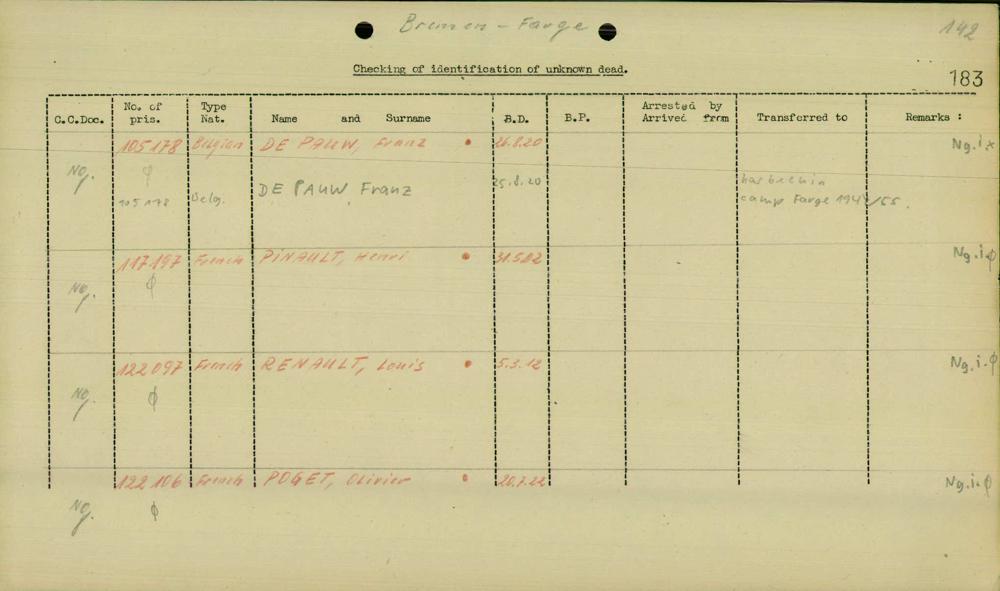 Bremen - Farge
142
Checking of identification of unknown dead.
183
C.C.Doc. No. of pris. Type Nat. Name and Surname B.D. B.P. Arrested by Arrived from Transferred to Remarks :
105178 Belgian DE PAUW, Franz 26.8.20 Ng.i.x
Ng. φ
105178 Belg. DE PAUW Franz 25.8.20
camp Farge 194
117197 French PINAULT, Henri 31.5.22 Ng.i.φ
Ng. φ
122097 French RENAULT, Louis 5.3.12 Ng.i.φ
Ng. φ
122106 French POGET, Olivier 20.7.22 Ng.i.φ
Ng. φ